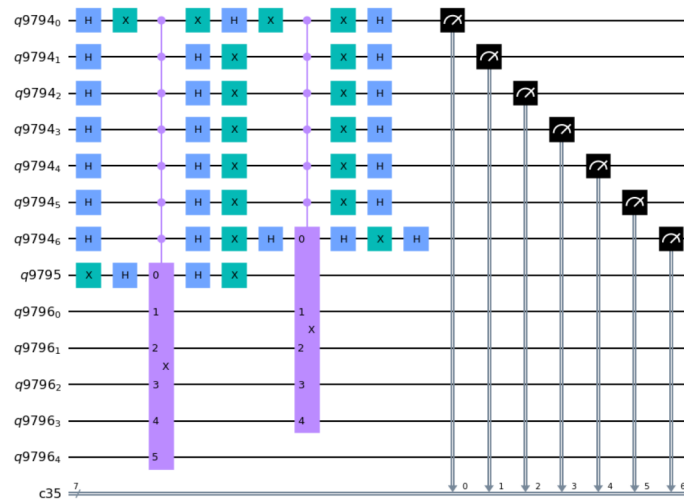 q9794₀ H X X H X X H
q9794₁ H H X X H
q9794₂ H H X X H
q9794₃ H H X X H
q9794₄ H H X X H
q9794₅ H H X X H
q9794₆ H H X H 0 H X H
q9795 X H 0 H X
q9796₀ 1 1
X
q9796₁ 2 2
X
q9796₂ 3 3
q9796₃ 4 4
q9796₄ 5
c35 7 0 1 2 3 4 5 6